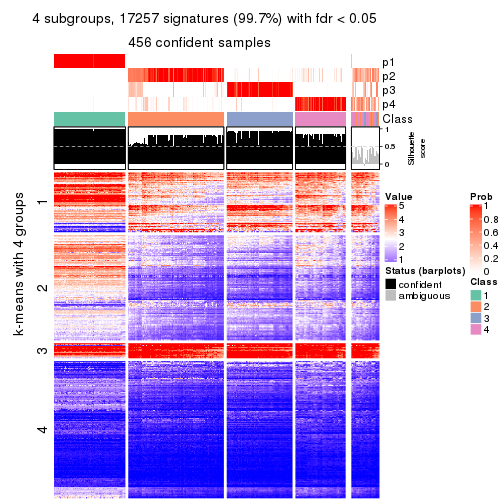 4 subgroups, 17257 signatures (99.7%) with fdr < 0.05
456 confident samples
p1
p2
p3
p4
Class
1
0.5
0
Silhouette
score
k-means with 4 groups
1
2
3
4
Value
5
4
3
2
1
Status (barplots)
confident
ambiguous
Prob
1
0.8
0.6
0.4
0.2
0
Class
1
2
3
4